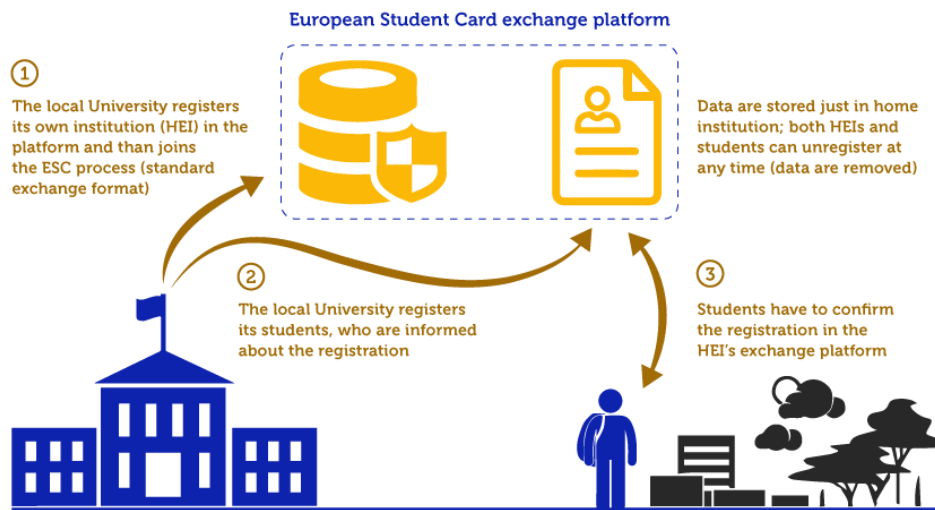 European Student Card exchange platform
1
The local University registers
its own institution (HEI) in the
platform and than joins
the ESC process (standard
exchange format)
Data are stored just in home
institution; both HEIs and
students can unregister at
any time (data are removed)
2
The local University registers
its students, who are informed
about the registration
3
Students have to confirm
the registration in the
HEI's exchange platform